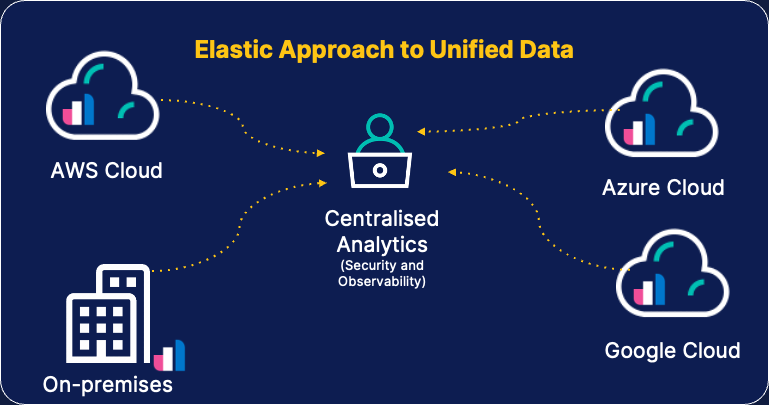 Elastic Approach to Unified Data
AWS Cloud
Azure Cloud
Centralised
Analytics
(Security and
Observability)
On-premises
Google Cloud